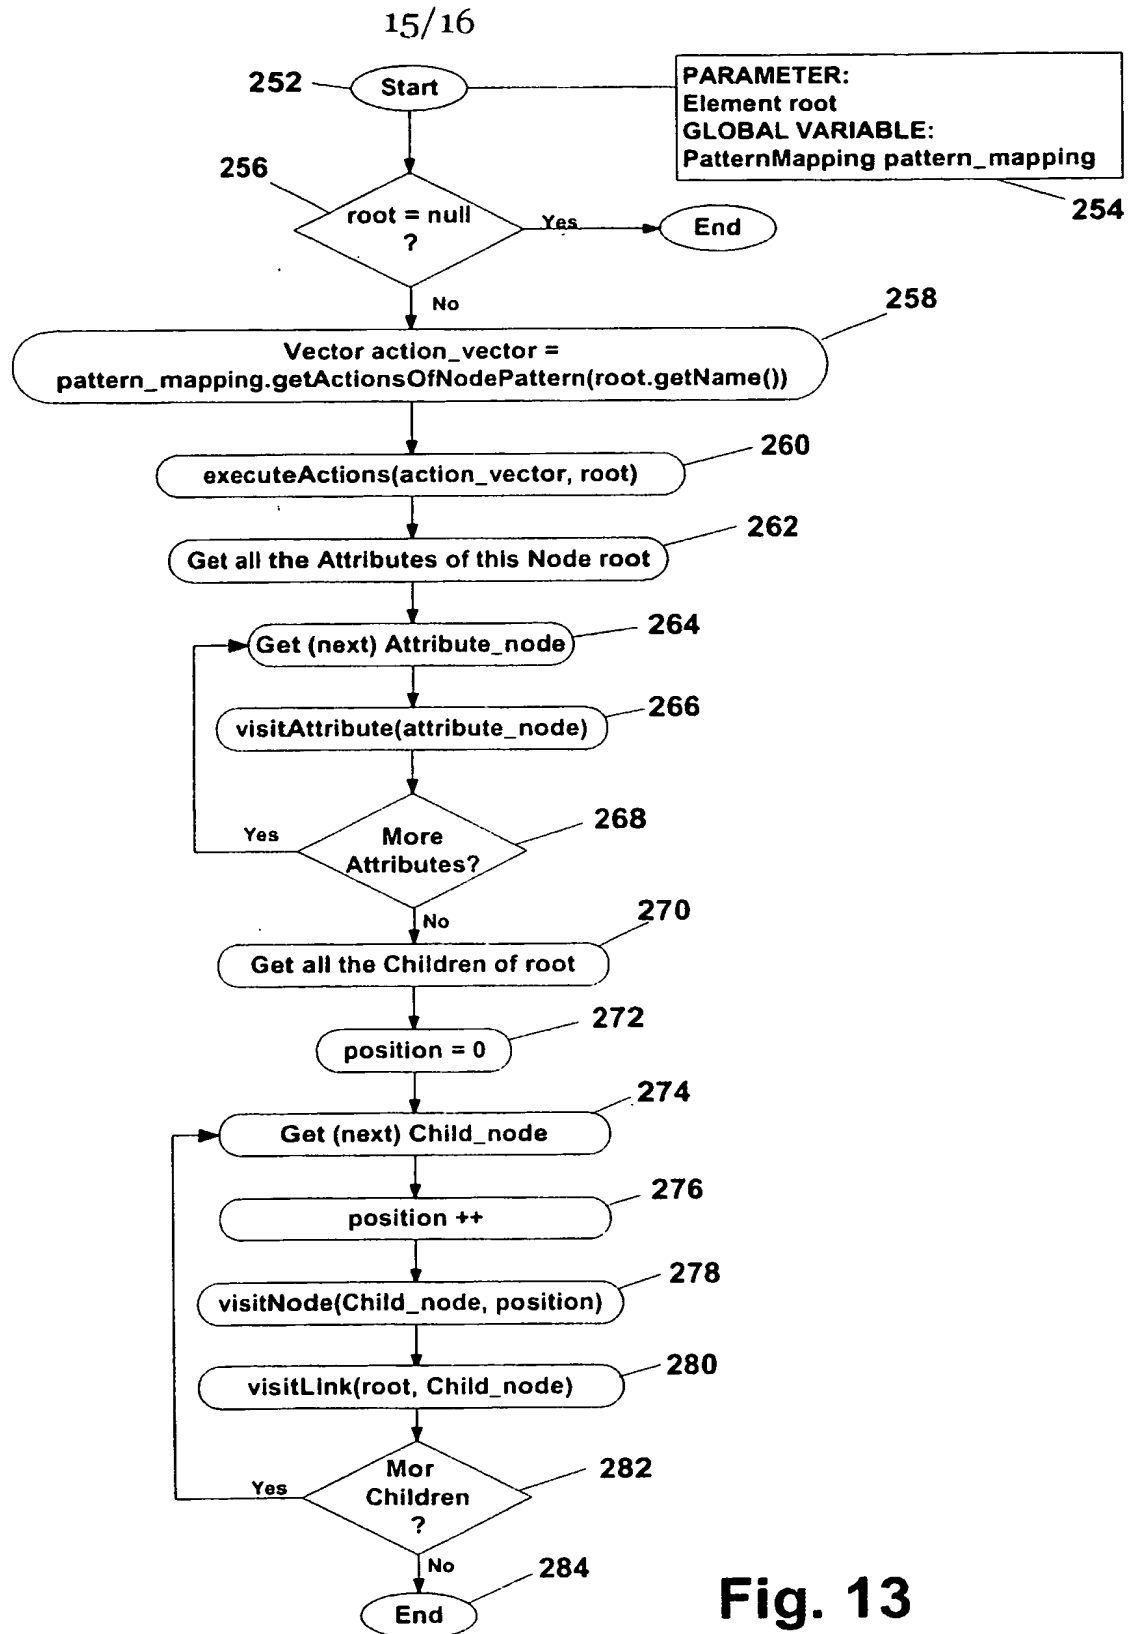 15/16
252
Start
PARAMETER:
Element root
GLOBAL VARIABLE:
PatternMapping pattern_mapping
254
256
root = null
?
Yes
End
No
258
Vector action_vector =
pattern_mapping.getActionsOfNodePattern(root.getName())
260
executeActions(action_vector, root)
262
Get all the Attributes of this Node root
264
Get (next) Attribute_node
266
visitAttribute(attribute_node)
268
More
Attributes?
Yes
No
270
Get all the Children of root
272
position = 0
274
Get (next) Child_node
276
position ++
278
visitNode(Child_node, position)
280
visitLink(root, Child_node)
282
Mor
Children
?
Yes
No
284
End
Fig. 13